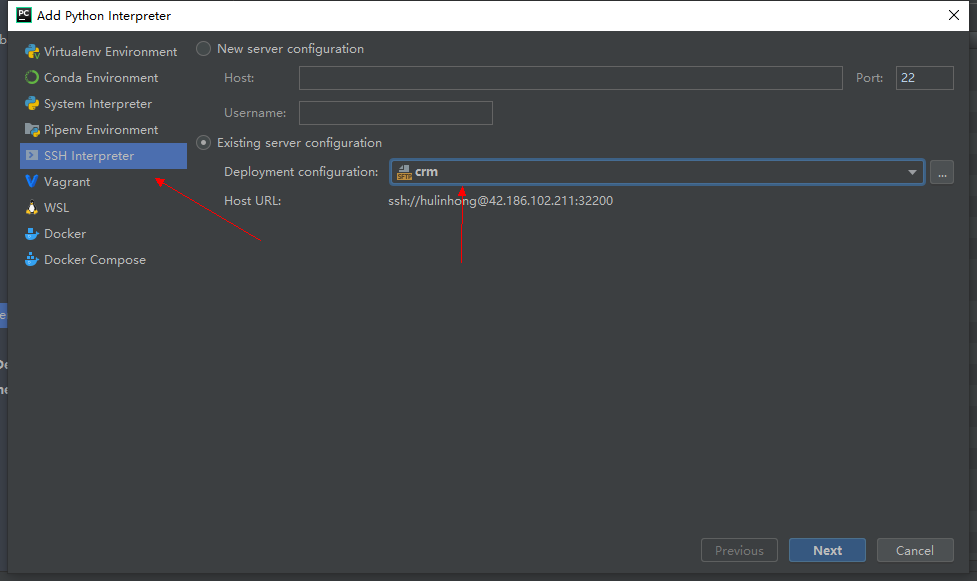 PC Add Python Interpreter
Virtualenv Environment
Conda Environment
System Interpreter
Pipenv Environment
SSH Interpreter
Vagrant
WSL
Docker
Docker Compose
New server configuration
Host:
Port: 22
Username:
Existing server configuration
Deployment configuration: SFTP crm ...
Host URL: ssh://hulinhong@42.186.102.211:32200
Previous Next Cancel